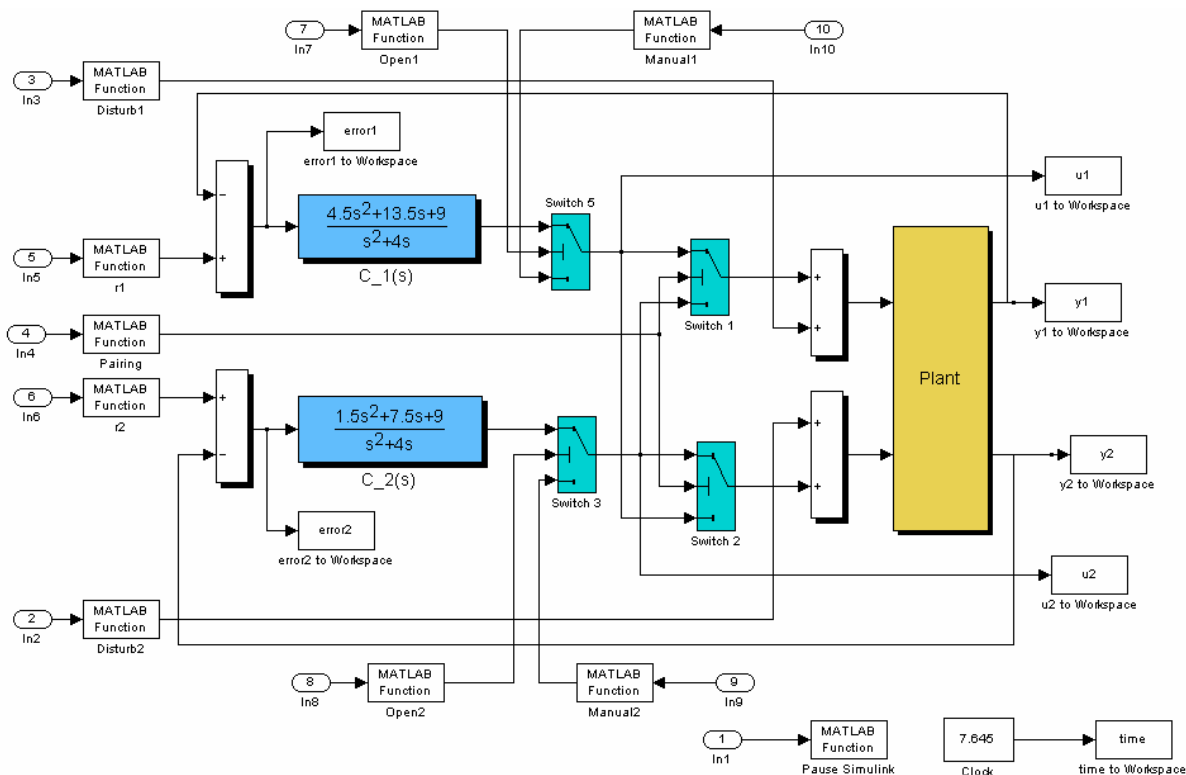 7
In7
MATLAB
Function
Open1
MATLAB
Function
Manual1
10
In10
3
In3
MATLAB
Function
Disturb1
error1
error1 to Workspace
−
+
4.5s²+13.5s+9
s²+4s
C_1(s)
Switch 5
u1
u1 to Workspace
5
In5
MATLAB
Function
r1
Switch 1
+
+
Plant
y1
y1 to Workspace
4
In4
MATLAB
Function
Pairing
6
In6
MATLAB
Function
r2
+
−
1.5s²+7.5s+9
s²+4s
C_2(s)
Switch 3
Switch 2
+
+
y2
y2 to Workspace
error2
error2 to Workspace
u2
u2 to Workspace
2
In2
MATLAB
Function
Disturb2
8
In8
MATLAB
Function
Open2
MATLAB
Function
Manual2
9
In9
1
In1
MATLAB
Function
Pause Simulink
7.645
Clock
time
time to Workspace